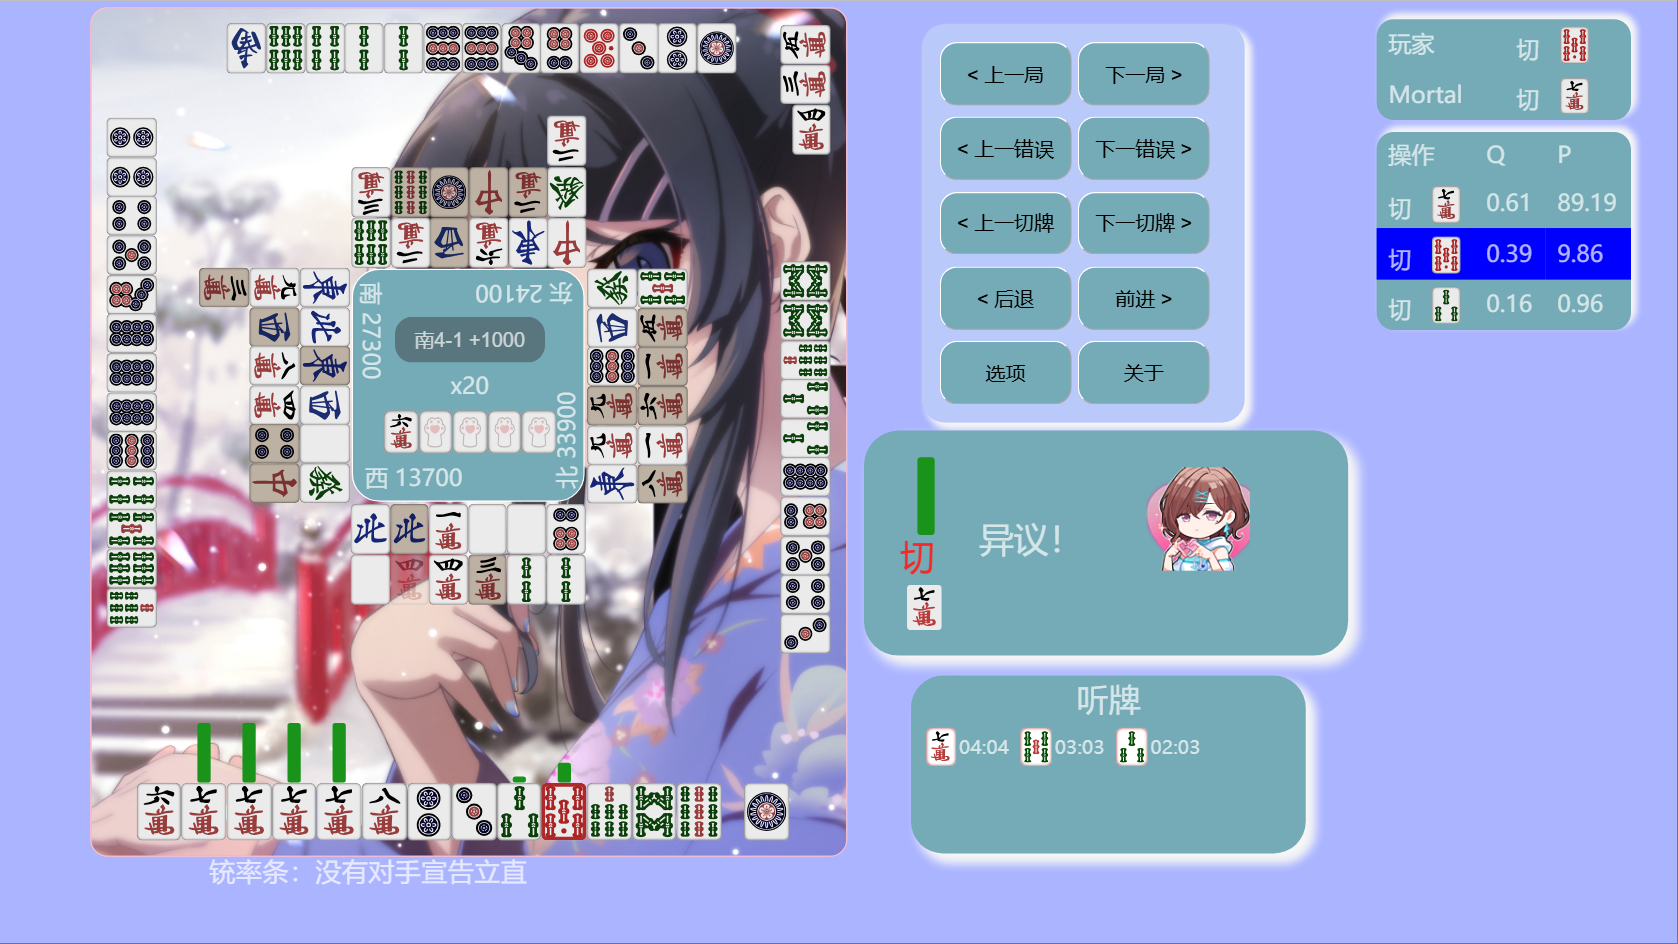 南 27300
东 24100
南4-1 +1000
x20
西 13700
北 33900
铳率条：没有对手宣告立直
< 上一局
下一局 >
< 上一错误
下一错误 >
< 上一切牌
下一切牌 >
< 后退
前进 >
选项
关于
切
异议！
听牌
04:04 03:03 02:03
玩家 切
Mortal 切
操作 Q P
切 0.61 89.19
切 0.39 9.86
切 0.16 0.96